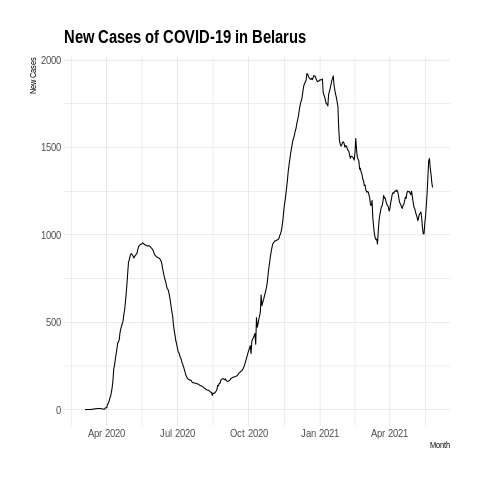 New Cases of COVID-19 in Belarus
New Cases
2000
1500
1000
500
0
Apr 2020 Jul 2020 Oct 2020 Jan 2021 Apr 2021
Month